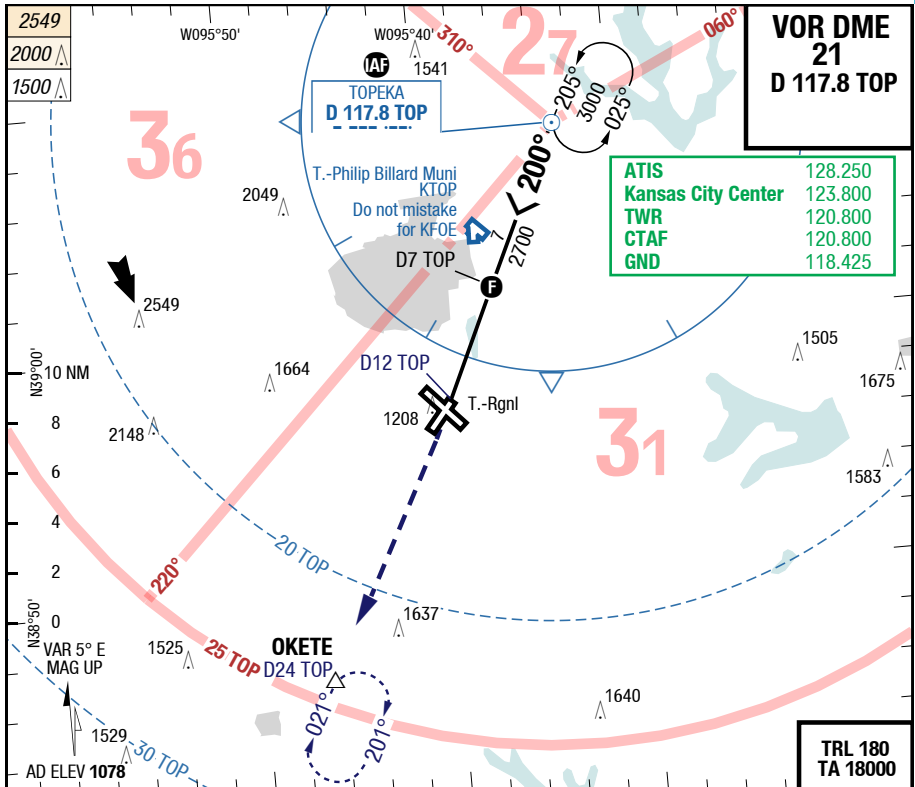 2549
2000
1500
W095°50'
W095°40'
VOR DME
21
D 117.8 TOP
IAF
1541
310°
27
060°
TOPEKA
D 117.8 TOP
205°
3000
025°
36
200°
T.-Philip Billard Muni
KTOP
Do not mistake
for KFOE
ATIS 128.250
Kansas City Center 123.800
TWR 120.800
CTAF 120.800
GND 118.425
2049
2700
D7 TOP
F
2549
1505
1675
N39°00'
10 NM
1664
D12 TOP
T.-Rgnl
1208
8
2148
31
6
1583
4
20 TOP
2
220°
0
N38°50'
1637
VAR 5° E
MAG UP
1525
25 TOP
OKETE
D24 TOP
021°
201°
1640
1529
30 TOP
AD ELEV 1078
TRL 180
TA 18000